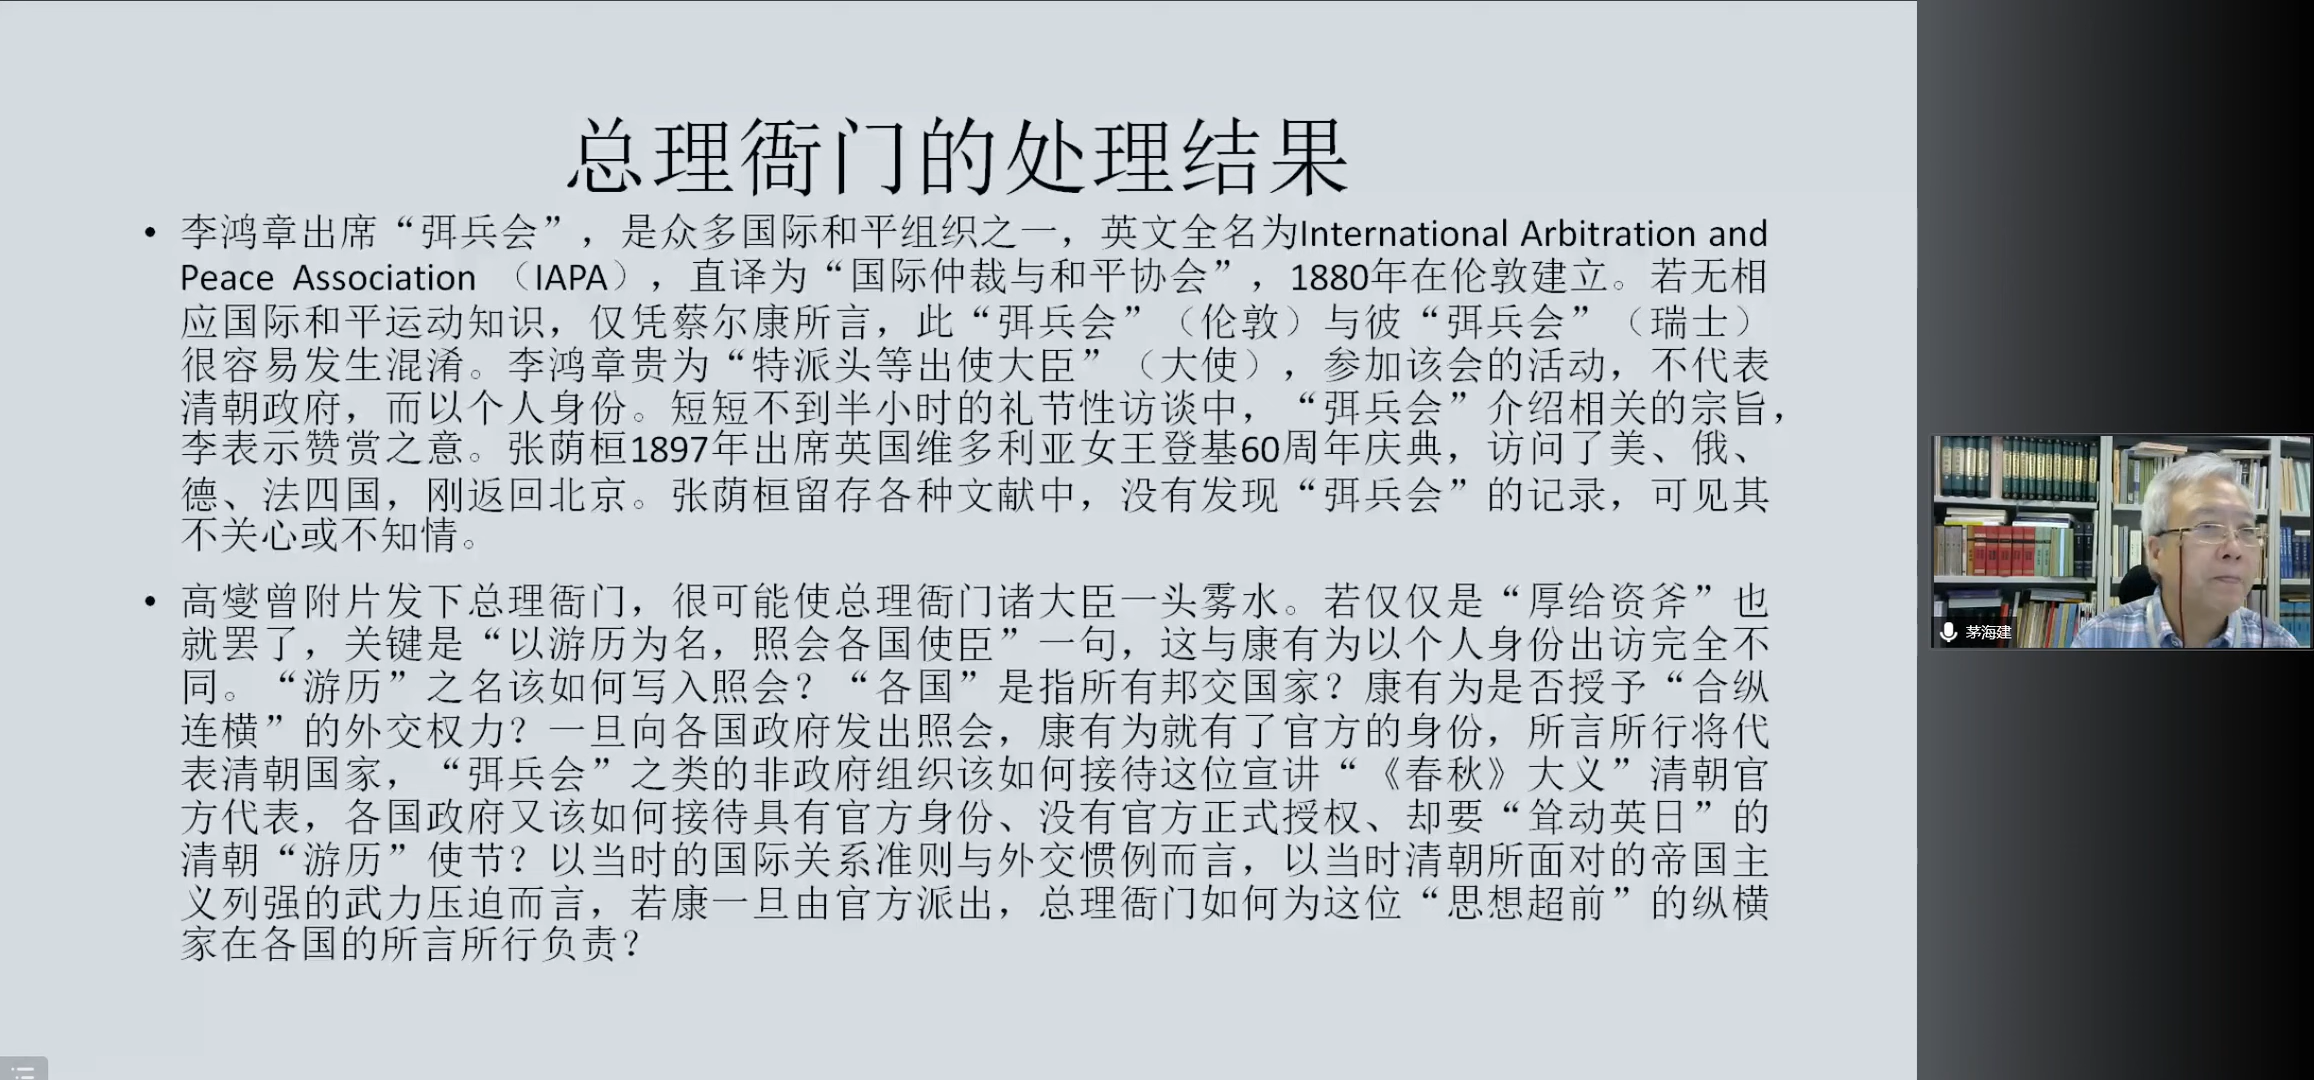 总理衙门的处理结果
• 李鸿章出席“弭兵会”，是众多国际和平组织之一，英文全名为International Arbitration and
Peace Association （IAPA），直译为“国际仲裁与和平协会”，1880年在伦敦建立。若无相
应国际和平运动知识，仅凭蔡尔康所言，此“弭兵会”（伦敦）与彼“弭兵会”（瑞士）
很容易发生混淆。李鸿章贵为“特派头等出使大臣”（大使），参加该会的活动，不代表
清朝政府，而以个人身份。短短不到半小时的礼节性访谈中，“弭兵会”介绍相关的宗旨，
李表示赞赏之意。张荫桓1897年出席英国维多利亚女王登基60周年庆典，访问了美、俄、
德、法四国，刚返回北京。张荫桓留存各种文献中，没有发现“弭兵会”的记录，可见其
不关心或不知情。
• 高燮曾附片发下总理衙门，很可能使总理衙门诸大臣一头雾水。若仅仅是“厚给资斧”也
就罢了，关键是“以游历为名，照会各国使臣”一句，这与康有为以个人身份出访完全不
同。“游历”之名该如何写入照会？“各国”是指所有邦交国家？康有为是否授予“合纵
连横”的外交权力？一旦向各国政府发出照会，康有为就有了官方的身份，所言所行将代
表清朝国家，“弭兵会”之类的非政府组织该如何接待这位宣讲“《春秋》大义”清朝官
方代表，各国政府又该如何接待具有官方身份、没有官方正式授权、却要“耸动英日”的
清朝“游历”使节？以当时的国际关系准则与外交惯例而言，以当时清朝所面对的帝国主
义列强的武力压迫而言，若康一旦由官方派出，总理衙门如何为这位“思想超前”的纵横
家在各国的所言所行负责？
茅海建